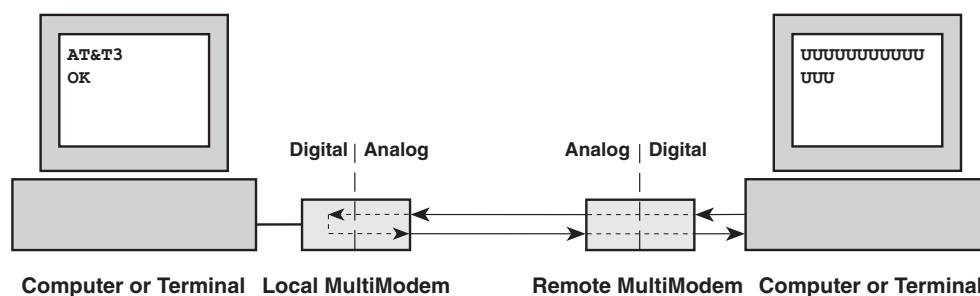 AT&T3
OK
UUUUUUUUUUU
UUU
Digital Analog
Analog Digital
Computer or Terminal
Local MultiModem
Remote MultiModem
Computer or Terminal